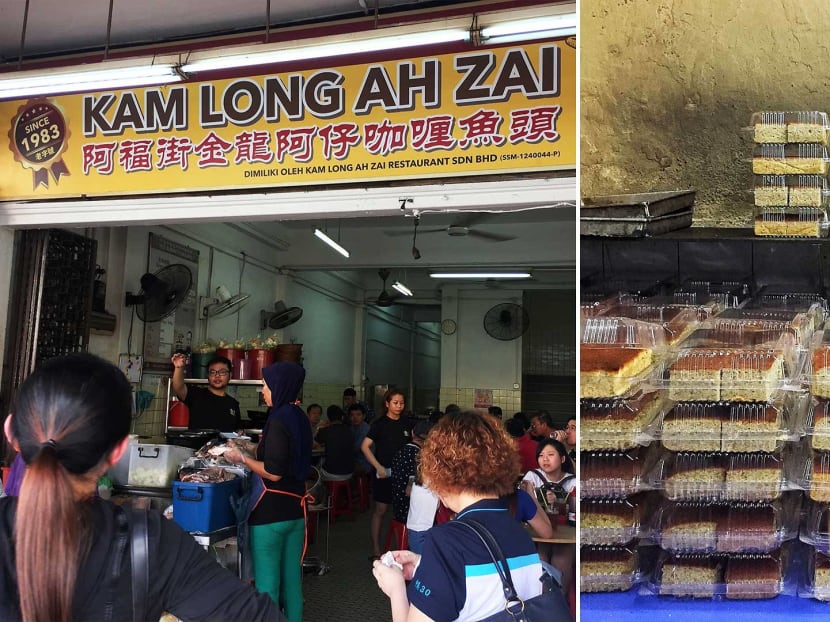 SINCE
1983
老字號
KAM LONG AH ZAI
阿福街金龍阿仔咖喱魚頭
DIMILIKI OLEH KAM LONG AH ZAI RESTAURANT SDN BHD (SSM-1240044-P)
M.30